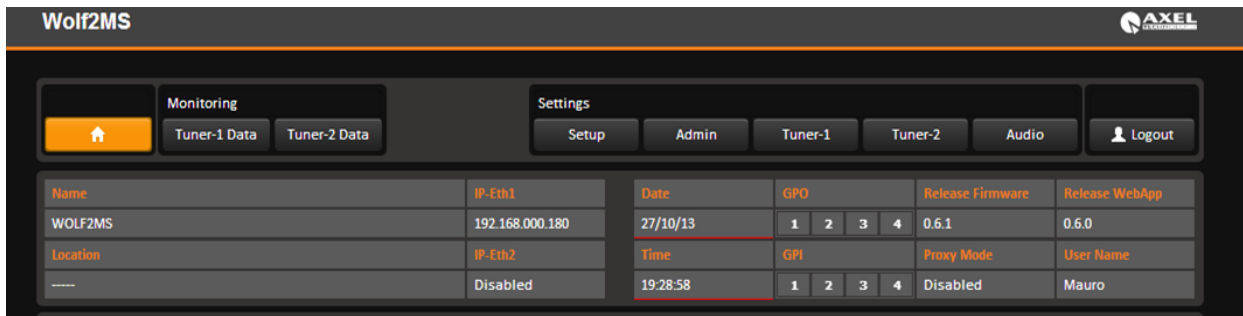 Wolf2MS
AXEL
Monitoring Settings
Tuner-1 Data Tuner-2 Data Setup Admin Tuner-1 Tuner-2 Audio Logout
Name IP-Eth1 Date GPO Release Firmware Release WebApp
WOLF2MS 192.168.000.180 27/10/13 1 2 3 4 0.6.1 0.6.0
Location IP-Eth2 Time GPI Proxy Mode User Name
----- Disabled 19:28:58 1 2 3 4 Disabled Mauro